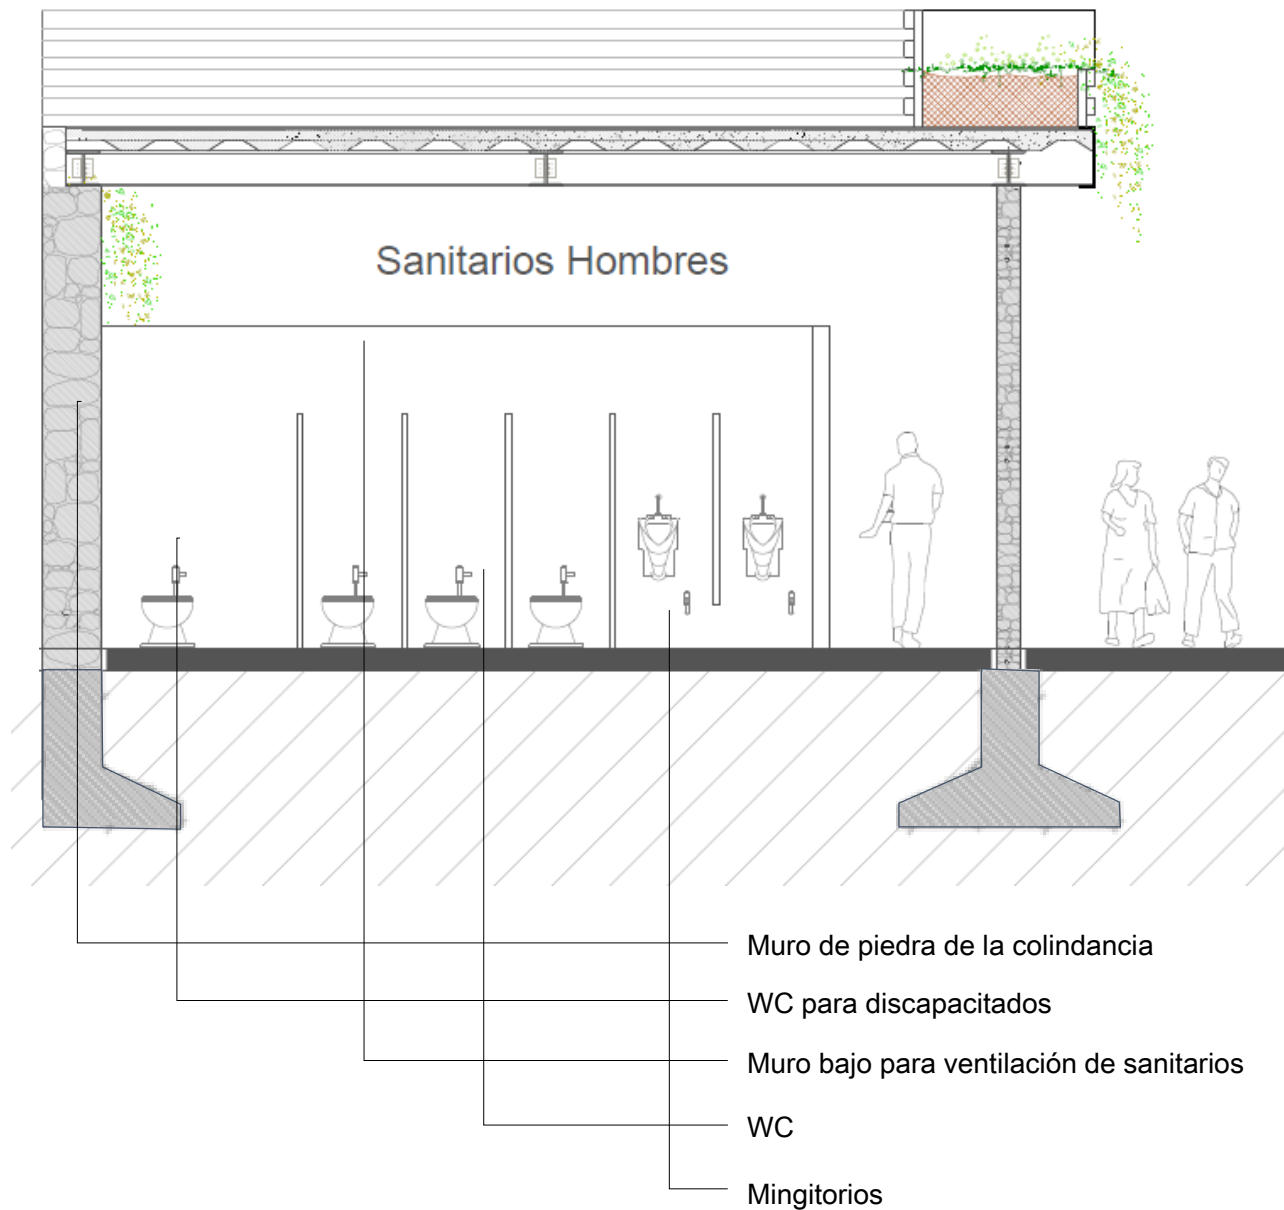 Sanitarios Hombres
Muro de piedra de la colindancia
WC para discapacitados
Muro bajo para ventilación de sanitarios
WC
Mingitorios